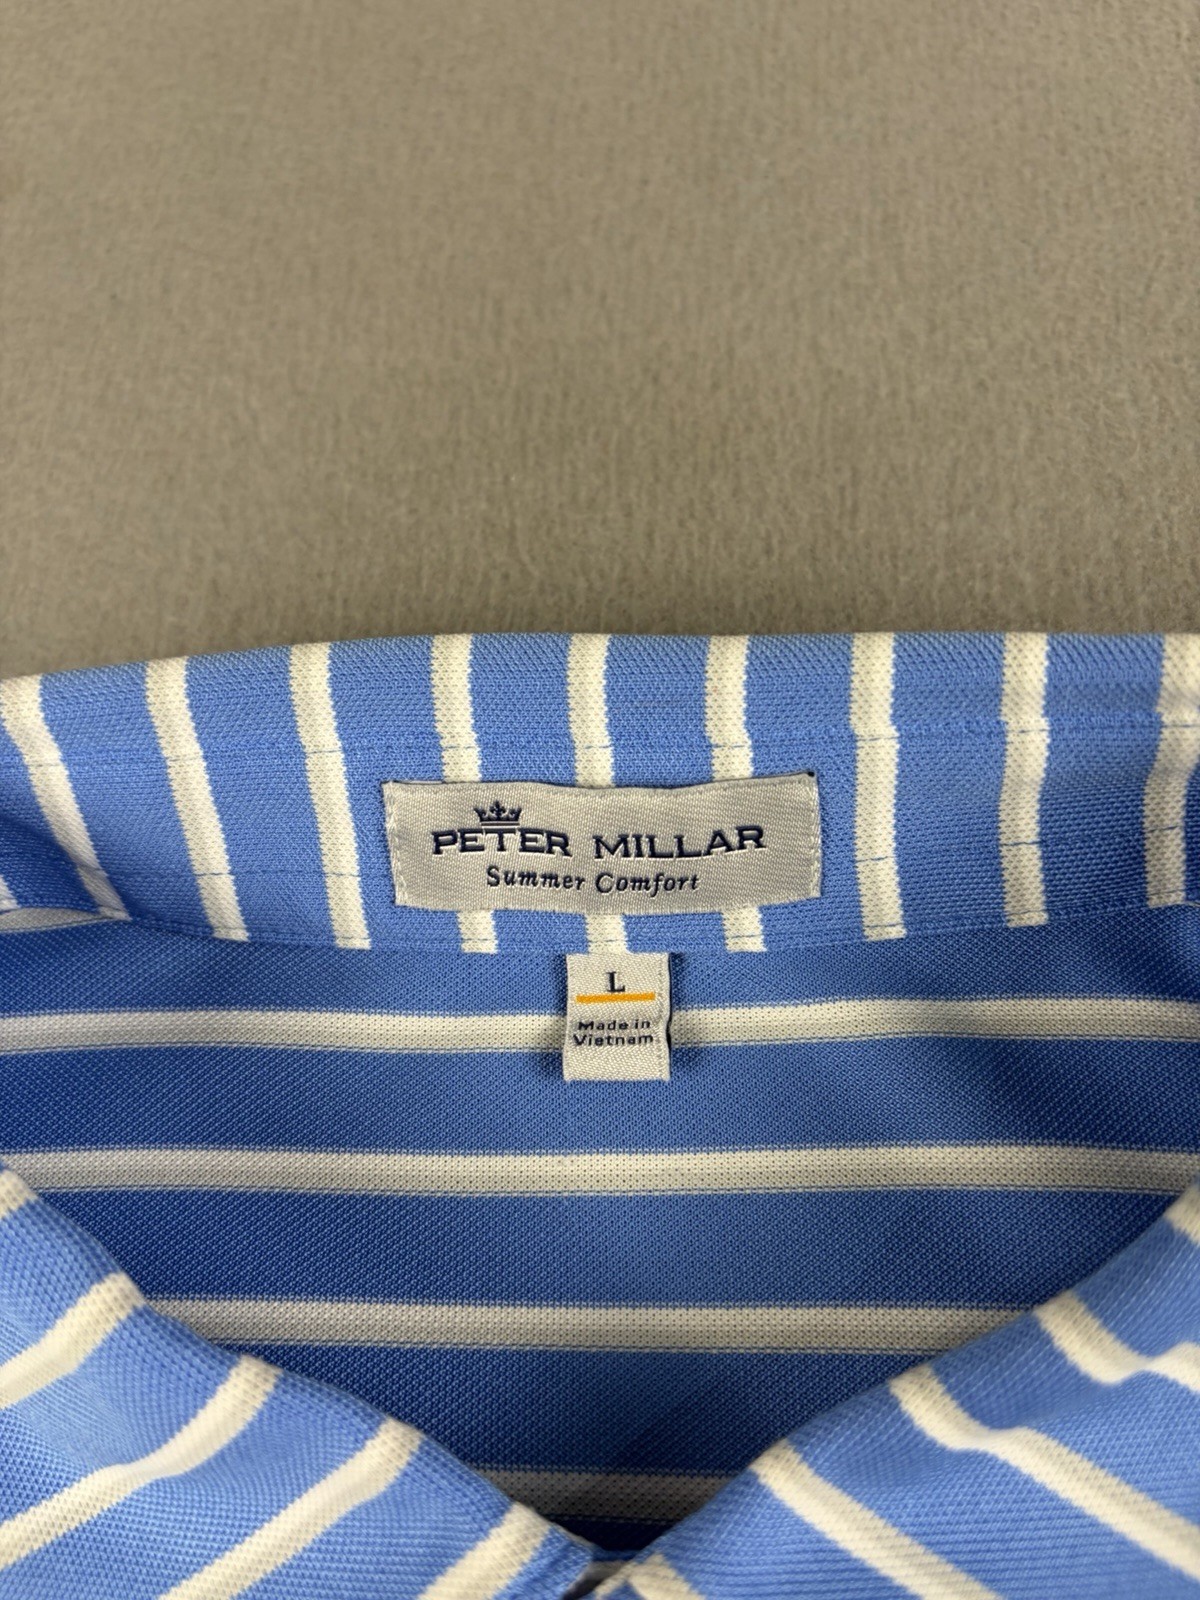 PETER MILLAR
Summer Comfort
L
Made in
Vietnam